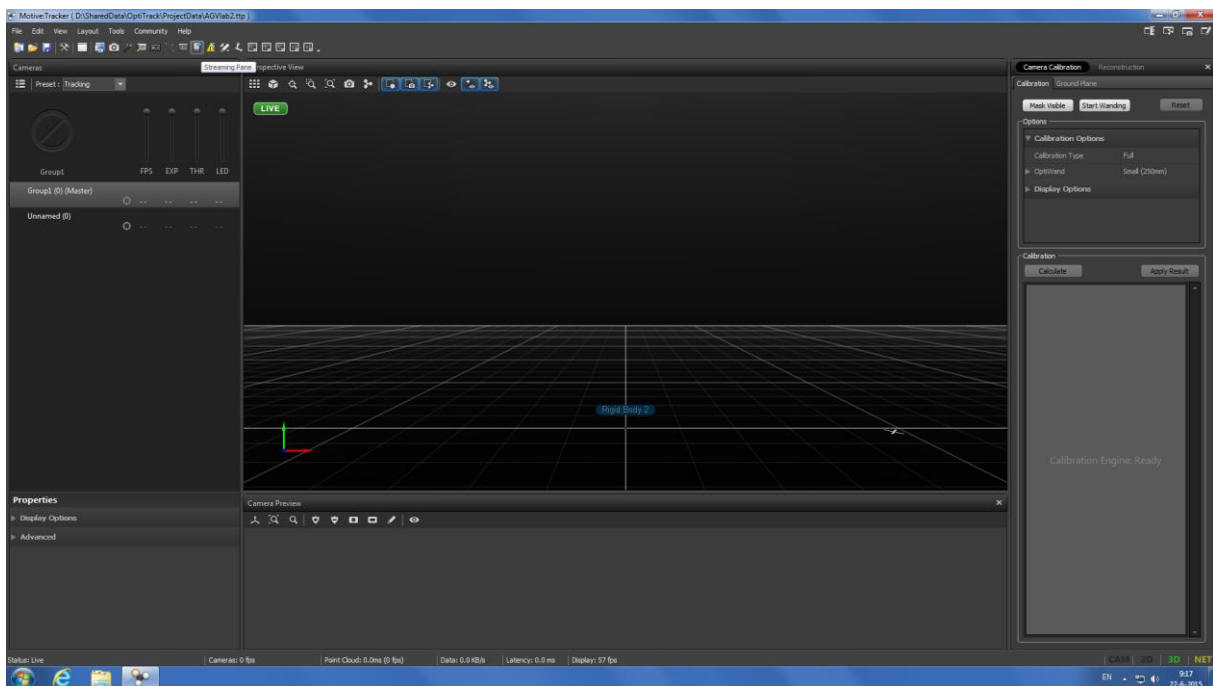 Motive:Tracker ( D:\SharedData\OptiTrack\ProjectData\AGVlab2.ttp )
File Edit View Layout Tools Community Help
Streaming Pane
Cameras
Perspective View
Camera Calibration Reconstruction
Preset : Tracking
Calibration Ground Plane
LIVE
Mask Visible Start Wanding Reset
Options
Calibration Options
Calibration Type Full
OptiWand Small (250mm)
Display Options
Group1 FPS EXP THR LED
Group1 (0) (Master)
-- -- -- --
Unnamed (0)
-- -- -- --
Calibration
Calculate Apply Result
Rigid Body 2
Calibration Engine: Ready
Properties
Display Options
Advanced
Camera Preview
Status: Live Cameras: 0 fps Point Cloud: 0.0ms (0 fps) Data: 0.0 KB/s Latency: 0.0 ms Display: 57 fps CAM 2D 3D NET
EN 9:17
22-6-2015